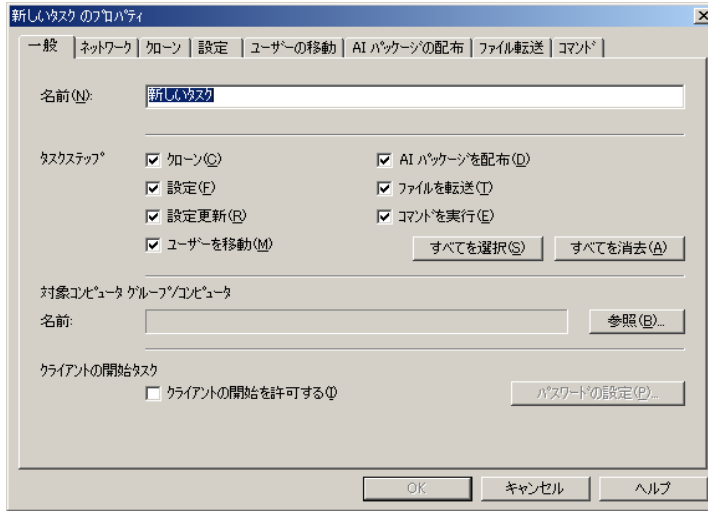 新しいタスク のプロパティ
一般 ネットワーク クローン 設定 ユーザーの移動 AI パッケージの配布 ファイル転送 コマンド
名前(N): 新しいタスク
タスクステップ クローン(C) AI パッケージを配布(D)
設定(F) ファイルを転送(T)
設定更新(R) コマンドを実行(E)
ユーザーを移動(M) すべてを選択(S) すべてを消去(A)
対象コンピュータ グループ/コンピュータ
名前: 参照(B)...
クライアントの開始タスク
クライアントの開始を許可する(I) パスワードの設定(P)...
OK キャンセル ヘルプ